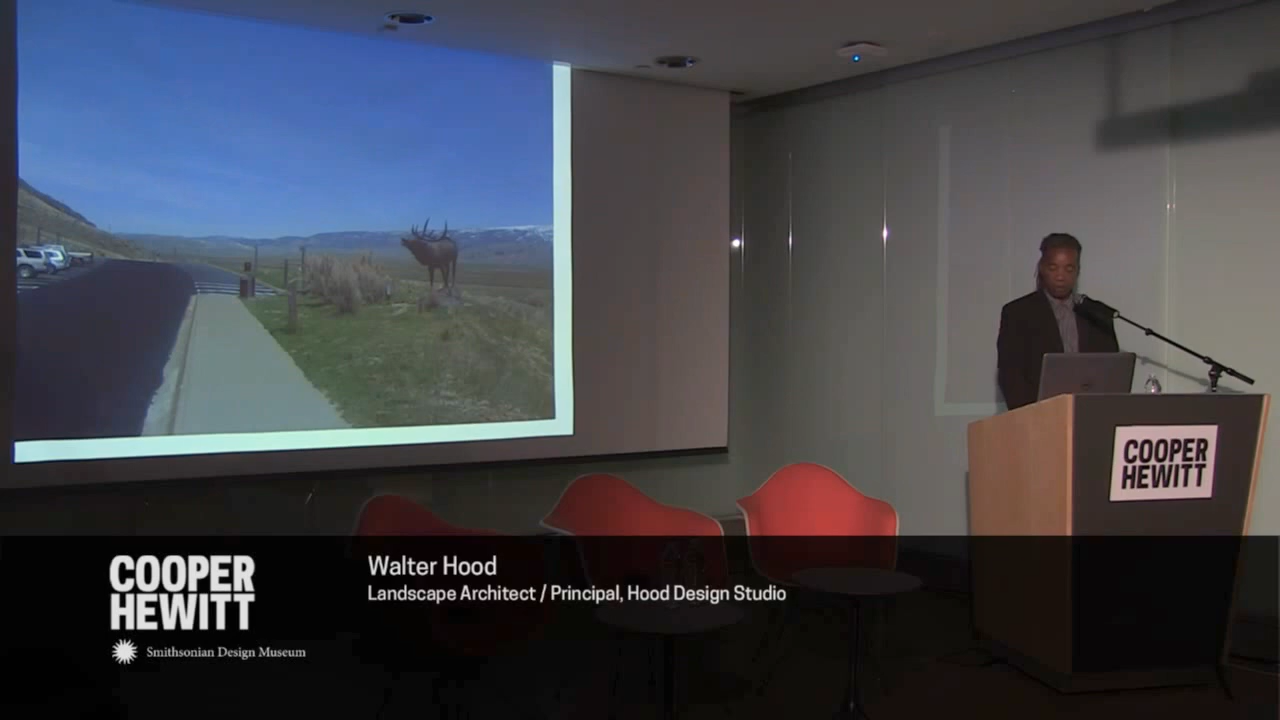 COOPER
HEWITT
COOPER
HEWITT
Smithsonian Design Museum
Walter Hood
Landscape Architect / Principal, Hood Design Studio